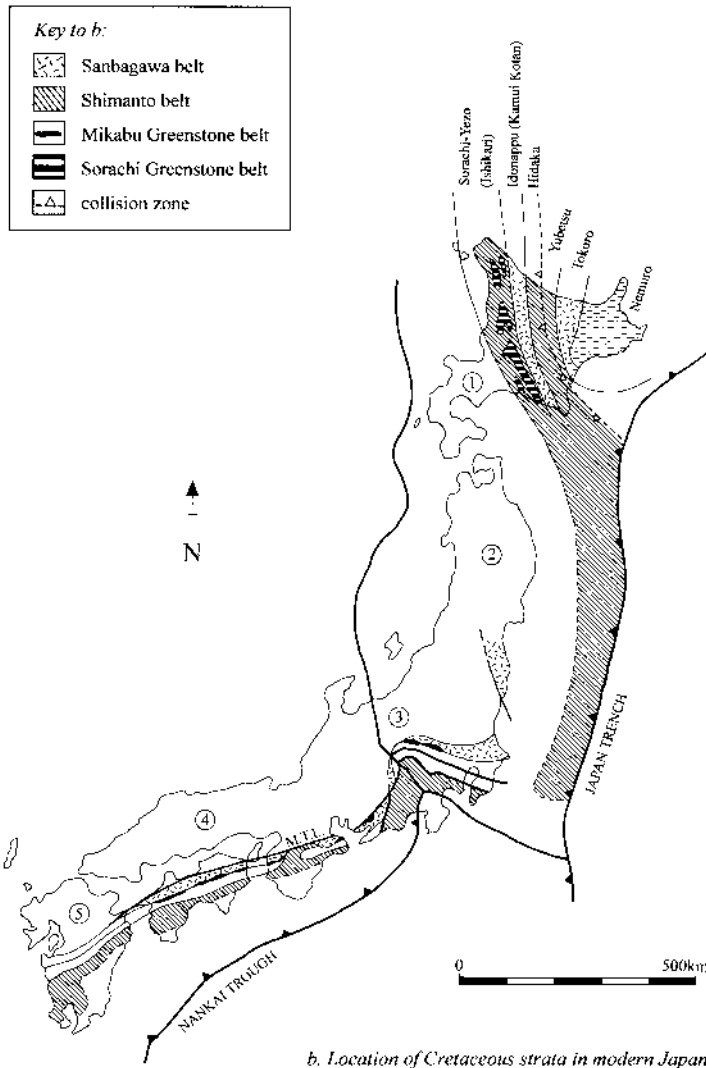 Key to b:
Sanbagawa belt
Shimanto belt
Mikabu Greenstone belt
Sorachi Greenstone belt
collision zone
Sorachi-Yezo
(Ishikari)
Idonappu (Kamui Kotan)
Hidaka
Yubetsu
Tokoro
Nemuro
1
N
2
3
JAPAN TRENCH
4
M.T.L.
5
NANKAI TROUGH
0 500km
b. Location of Cretaceous strata in modern Japan